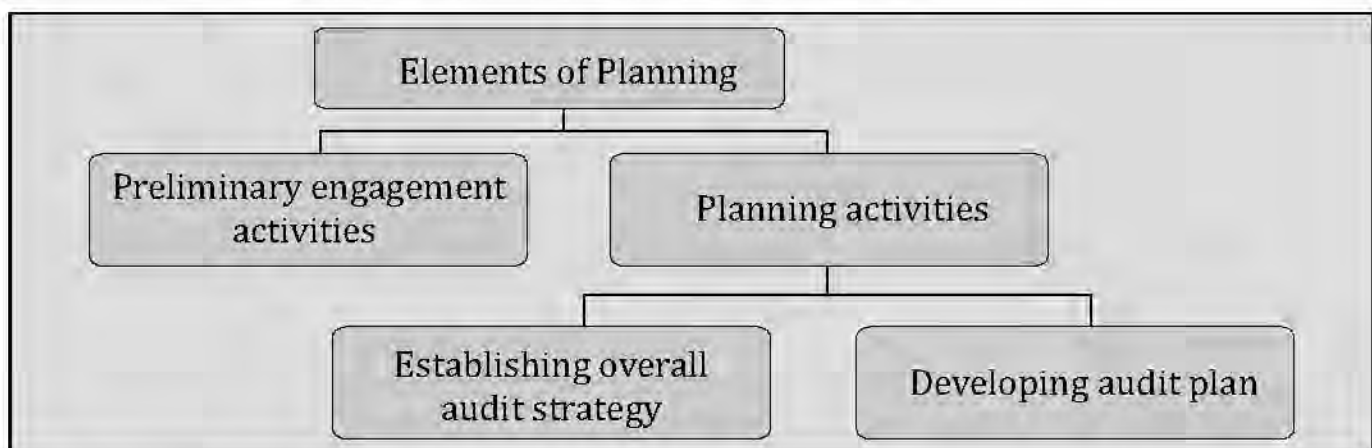 Elements of Planning
Preliminary engagement
activities
Planning activities
Establishing overall
audit strategy
Developing audit plan